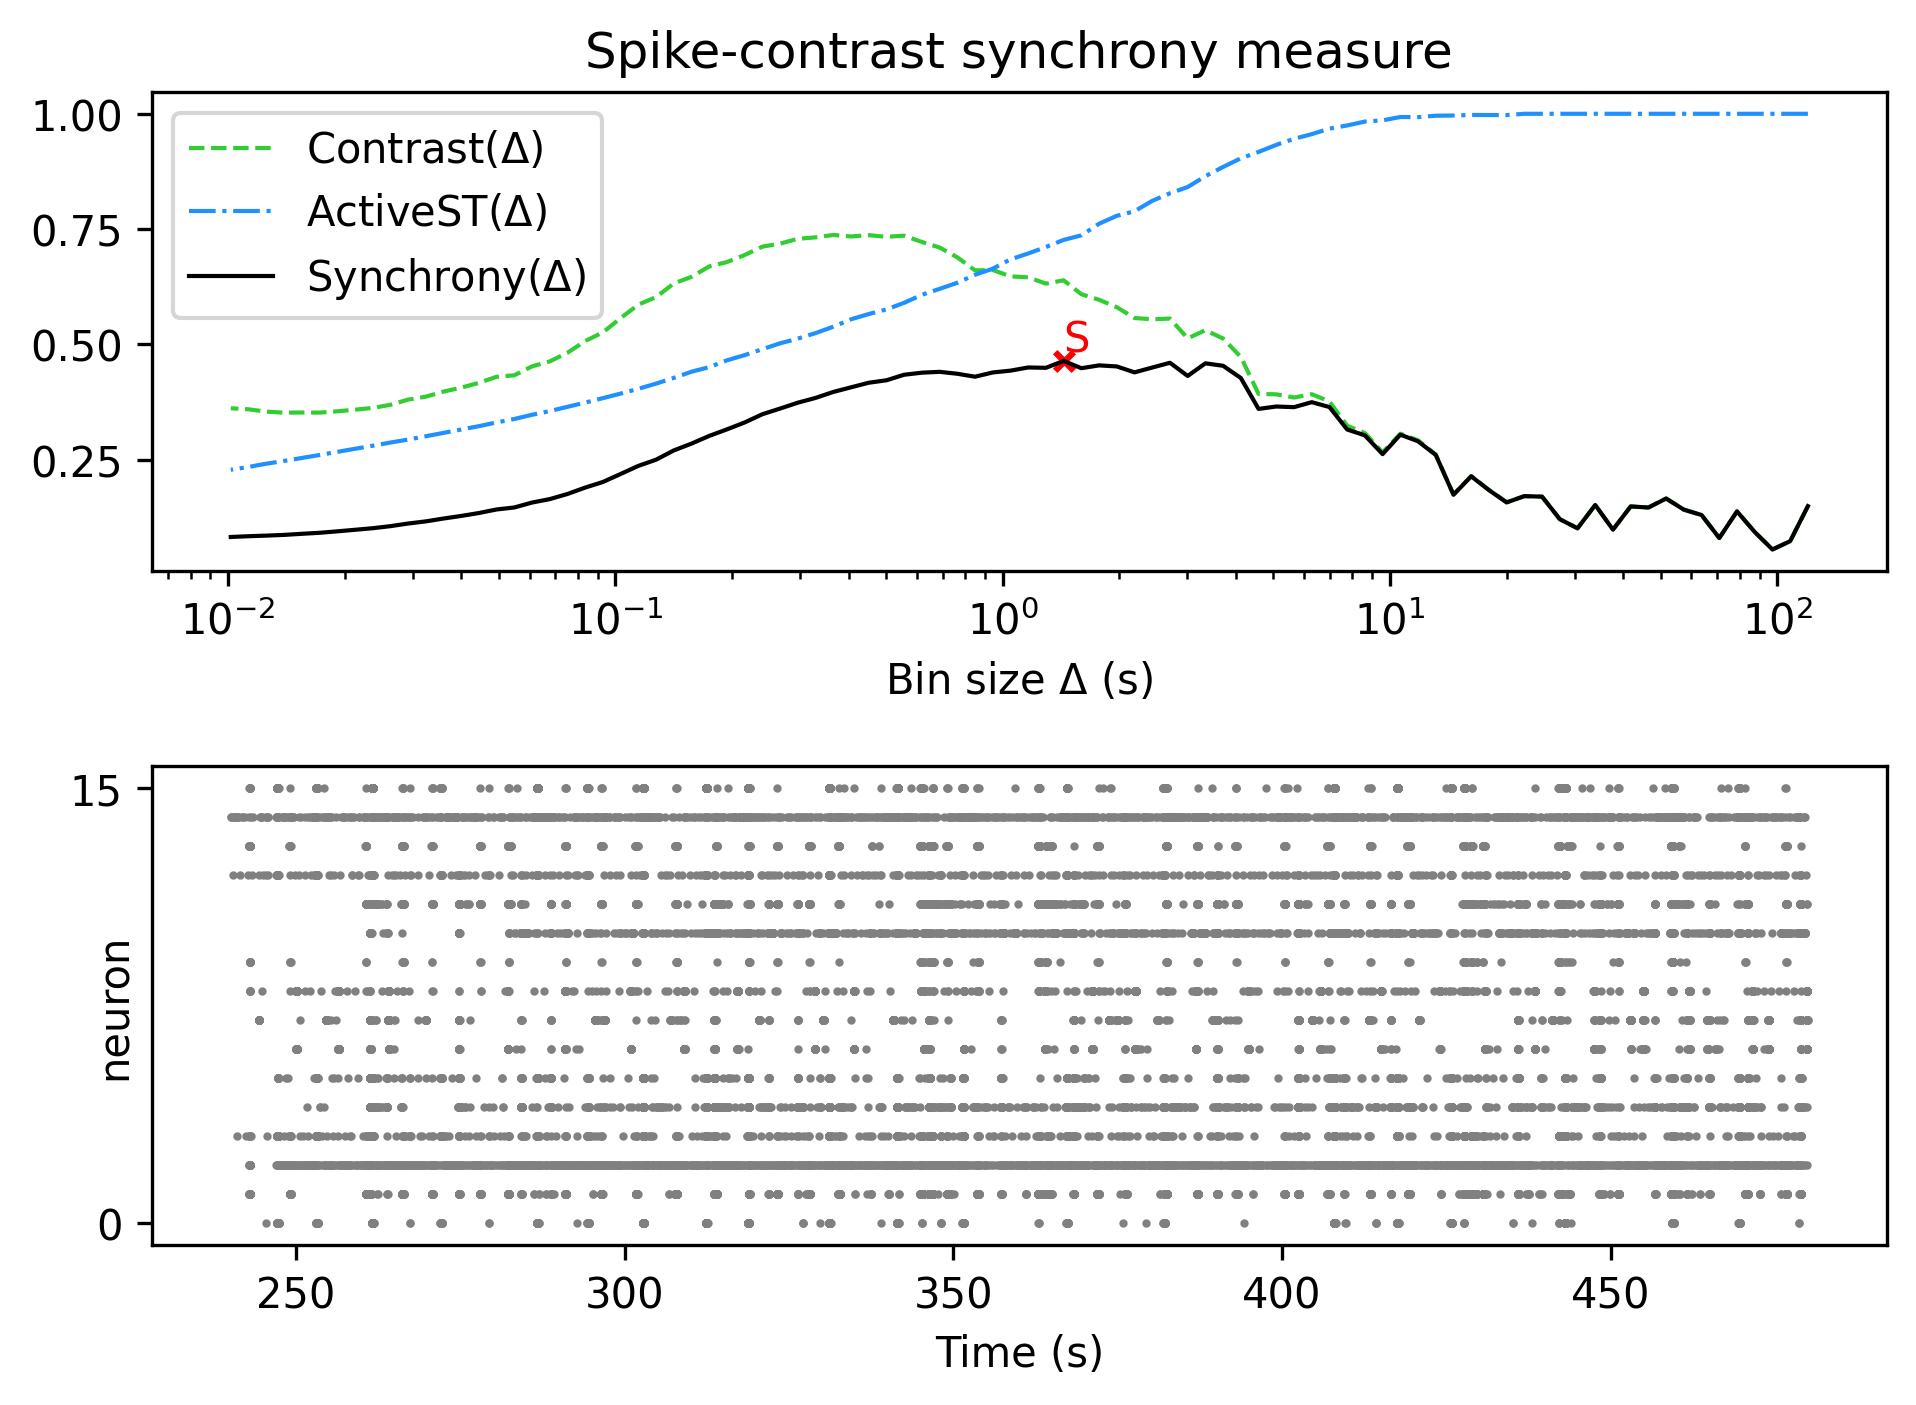 Spike-contrast synchrony measure
1.00
0.75
0.50
0.25
Contrast(Δ)
ActiveST(Δ)
Synchrony(Δ)
S
10⁻² 10⁻¹ 10⁰ 10¹ 10²
Bin size Δ (s)
15
0
neuron
250 300 350 400 450
Time (s)